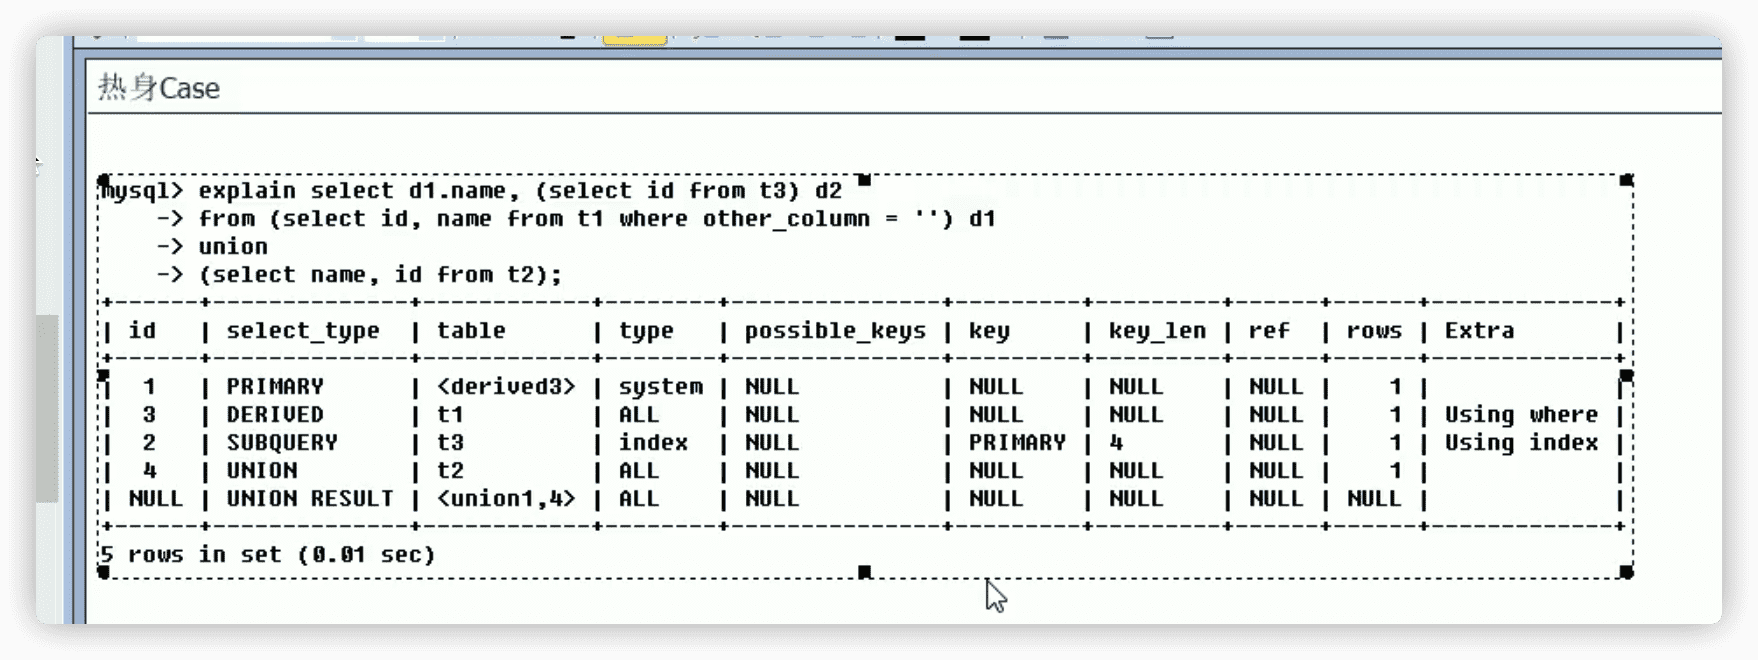 热身Case
mysql> explain select d1.name, (select id from t3) d2
    -> from (select id, name from t1 where other_column = '') d1
    -> union
    -> (select name, id from t2);
+------+--------------+------------+--------+---------------+---------+---------+------+------+-------------+
| id   | select_type  | table      | type   | possible_keys | key     | key_len | ref  | rows | Extra       |
+------+--------------+------------+--------+---------------+---------+---------+------+------+-------------+
|  1   | PRIMARY      | <derived3> | system | NULL          | NULL    | NULL    | NULL |    1 |             |
|  3   | DERIVED      | t1         | ALL    | NULL          | NULL    | NULL    | NULL |    1 | Using where |
|  2   | SUBQUERY     | t3         | index  | NULL          | PRIMARY | 4       | NULL |    1 | Using index |
|  4   | UNION        | t2         | ALL    | NULL          | NULL    | NULL    | NULL |    1 |             |
| NULL | UNION RESULT | <union1,4> | ALL    | NULL          | NULL    | NULL    | NULL | NULL |             |
+------+--------------+------------+--------+---------------+---------+---------+------+------+-------------+
5 rows in set (0.01 sec)